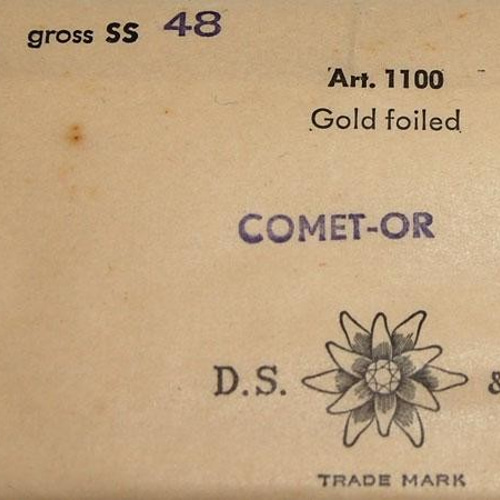 gross SS 48
Art. 1100
Gold foiled
COMET-OR
D.S. &
TRADE MARK